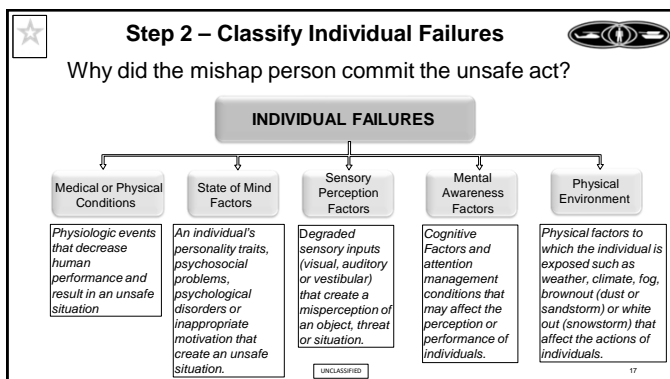 Step 2 – Classify Individual Failures
Why did the mishap person commit the unsafe act?
INDIVIDUAL FAILURES
Medical or Physical
Conditions
State of Mind
Factors
Sensory
Perception
Factors
Mental
Awareness
Factors
Physical
Environment
Physiologic events
that decrease
human
performance and
result in an unsafe
situation
An individual's
personality traits,
psychosocial
problems,
psychological
disorders or
inappropriate
motivation that
create an unsafe
situation.
Degraded
sensory inputs
(visual, auditory
or vestibular)
that create a
misperception of
an object, threat
or situation.
Cognitive
Factors and
attention
management
conditions that
may affect the
perception or
performance of
individuals.
Physical factors to
which the individual is
exposed such as
weather, climate, fog,
brownout (dust or
sandstorm) or white
out (snowstorm) that
affect the actions of
individuals.
UNCLASSIFIED
17